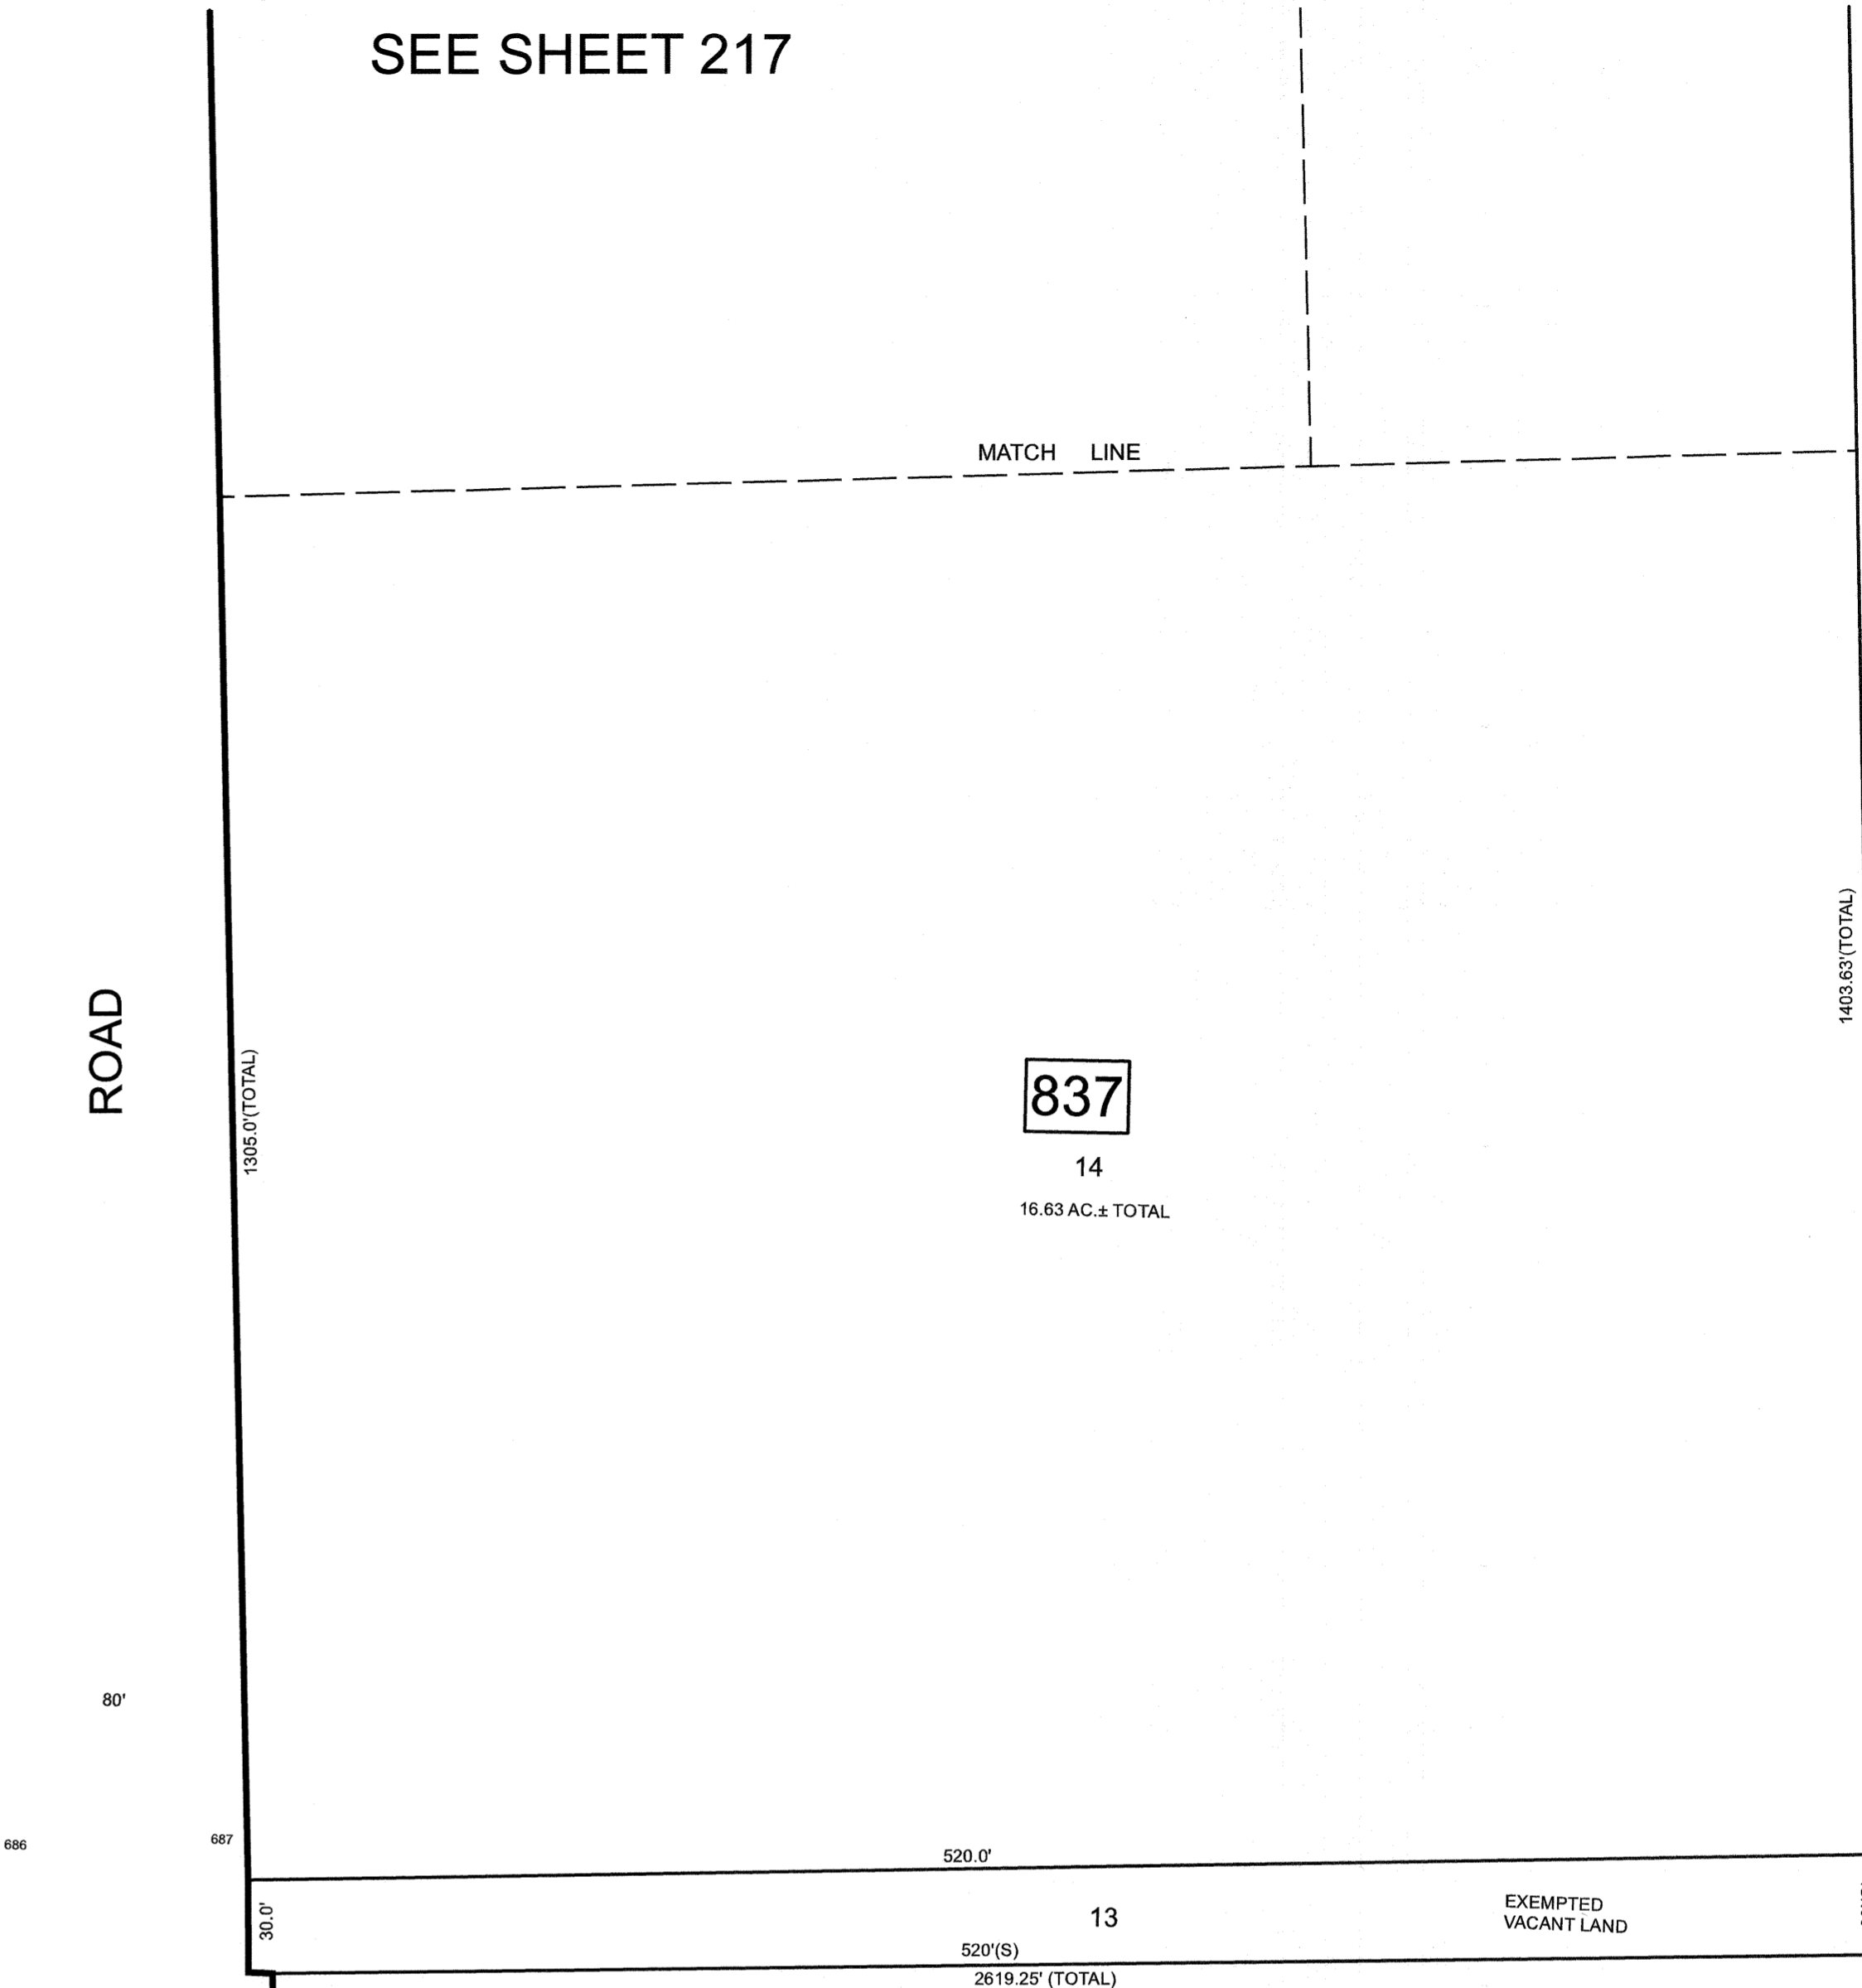 SEE SHEET 217
MATCH LINE
1403.63'(TOTAL)
ROAD
1305.0'(TOTAL)
837
14
16.63 AC.± TOTAL
80'
686
687
520.0'
30.0'
13
EXEMPTED
VACANT LAND
520'(S)
2619.25' (TOTAL)